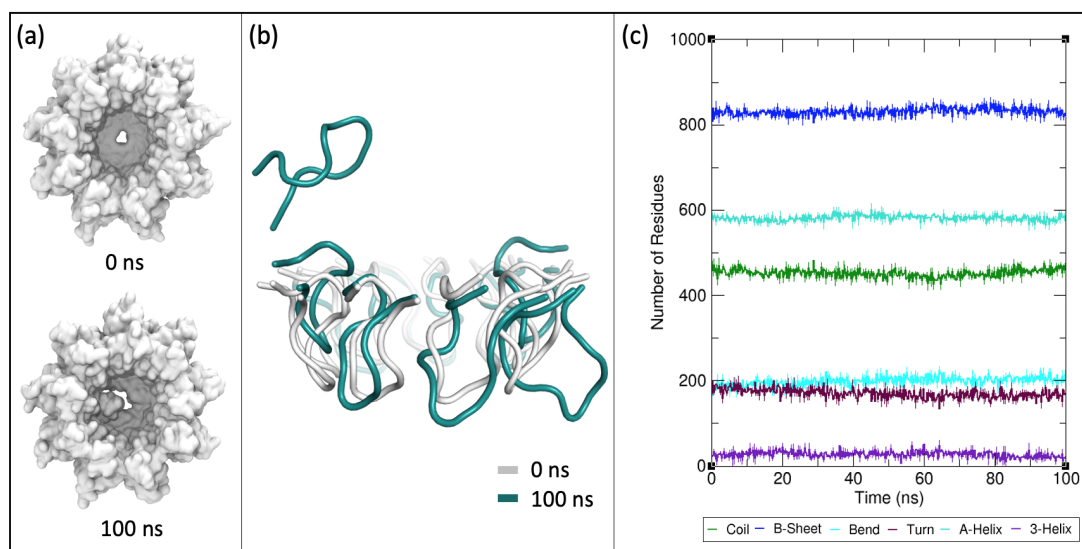 (a)
0 ns
100 ns
(b)
0 ns
100 ns
(c)
Number of Residues
1000
800
600
400
200
0
0 20 40 60 80 100
Time (ns)
Coil B-Sheet Bend Turn A-Helix 3-Helix